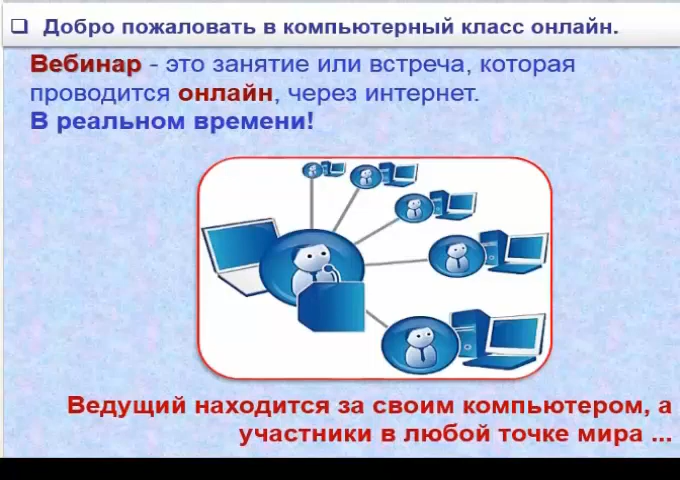 ❑ Добро пожаловать в компьютерный класс онлайн.
Вебинар - это занятие или встреча, которая
проводится онлайн, через интернет.
В реальном времени!
Ведущий находится за своим компьютером, а
участники в любой точке мира ...